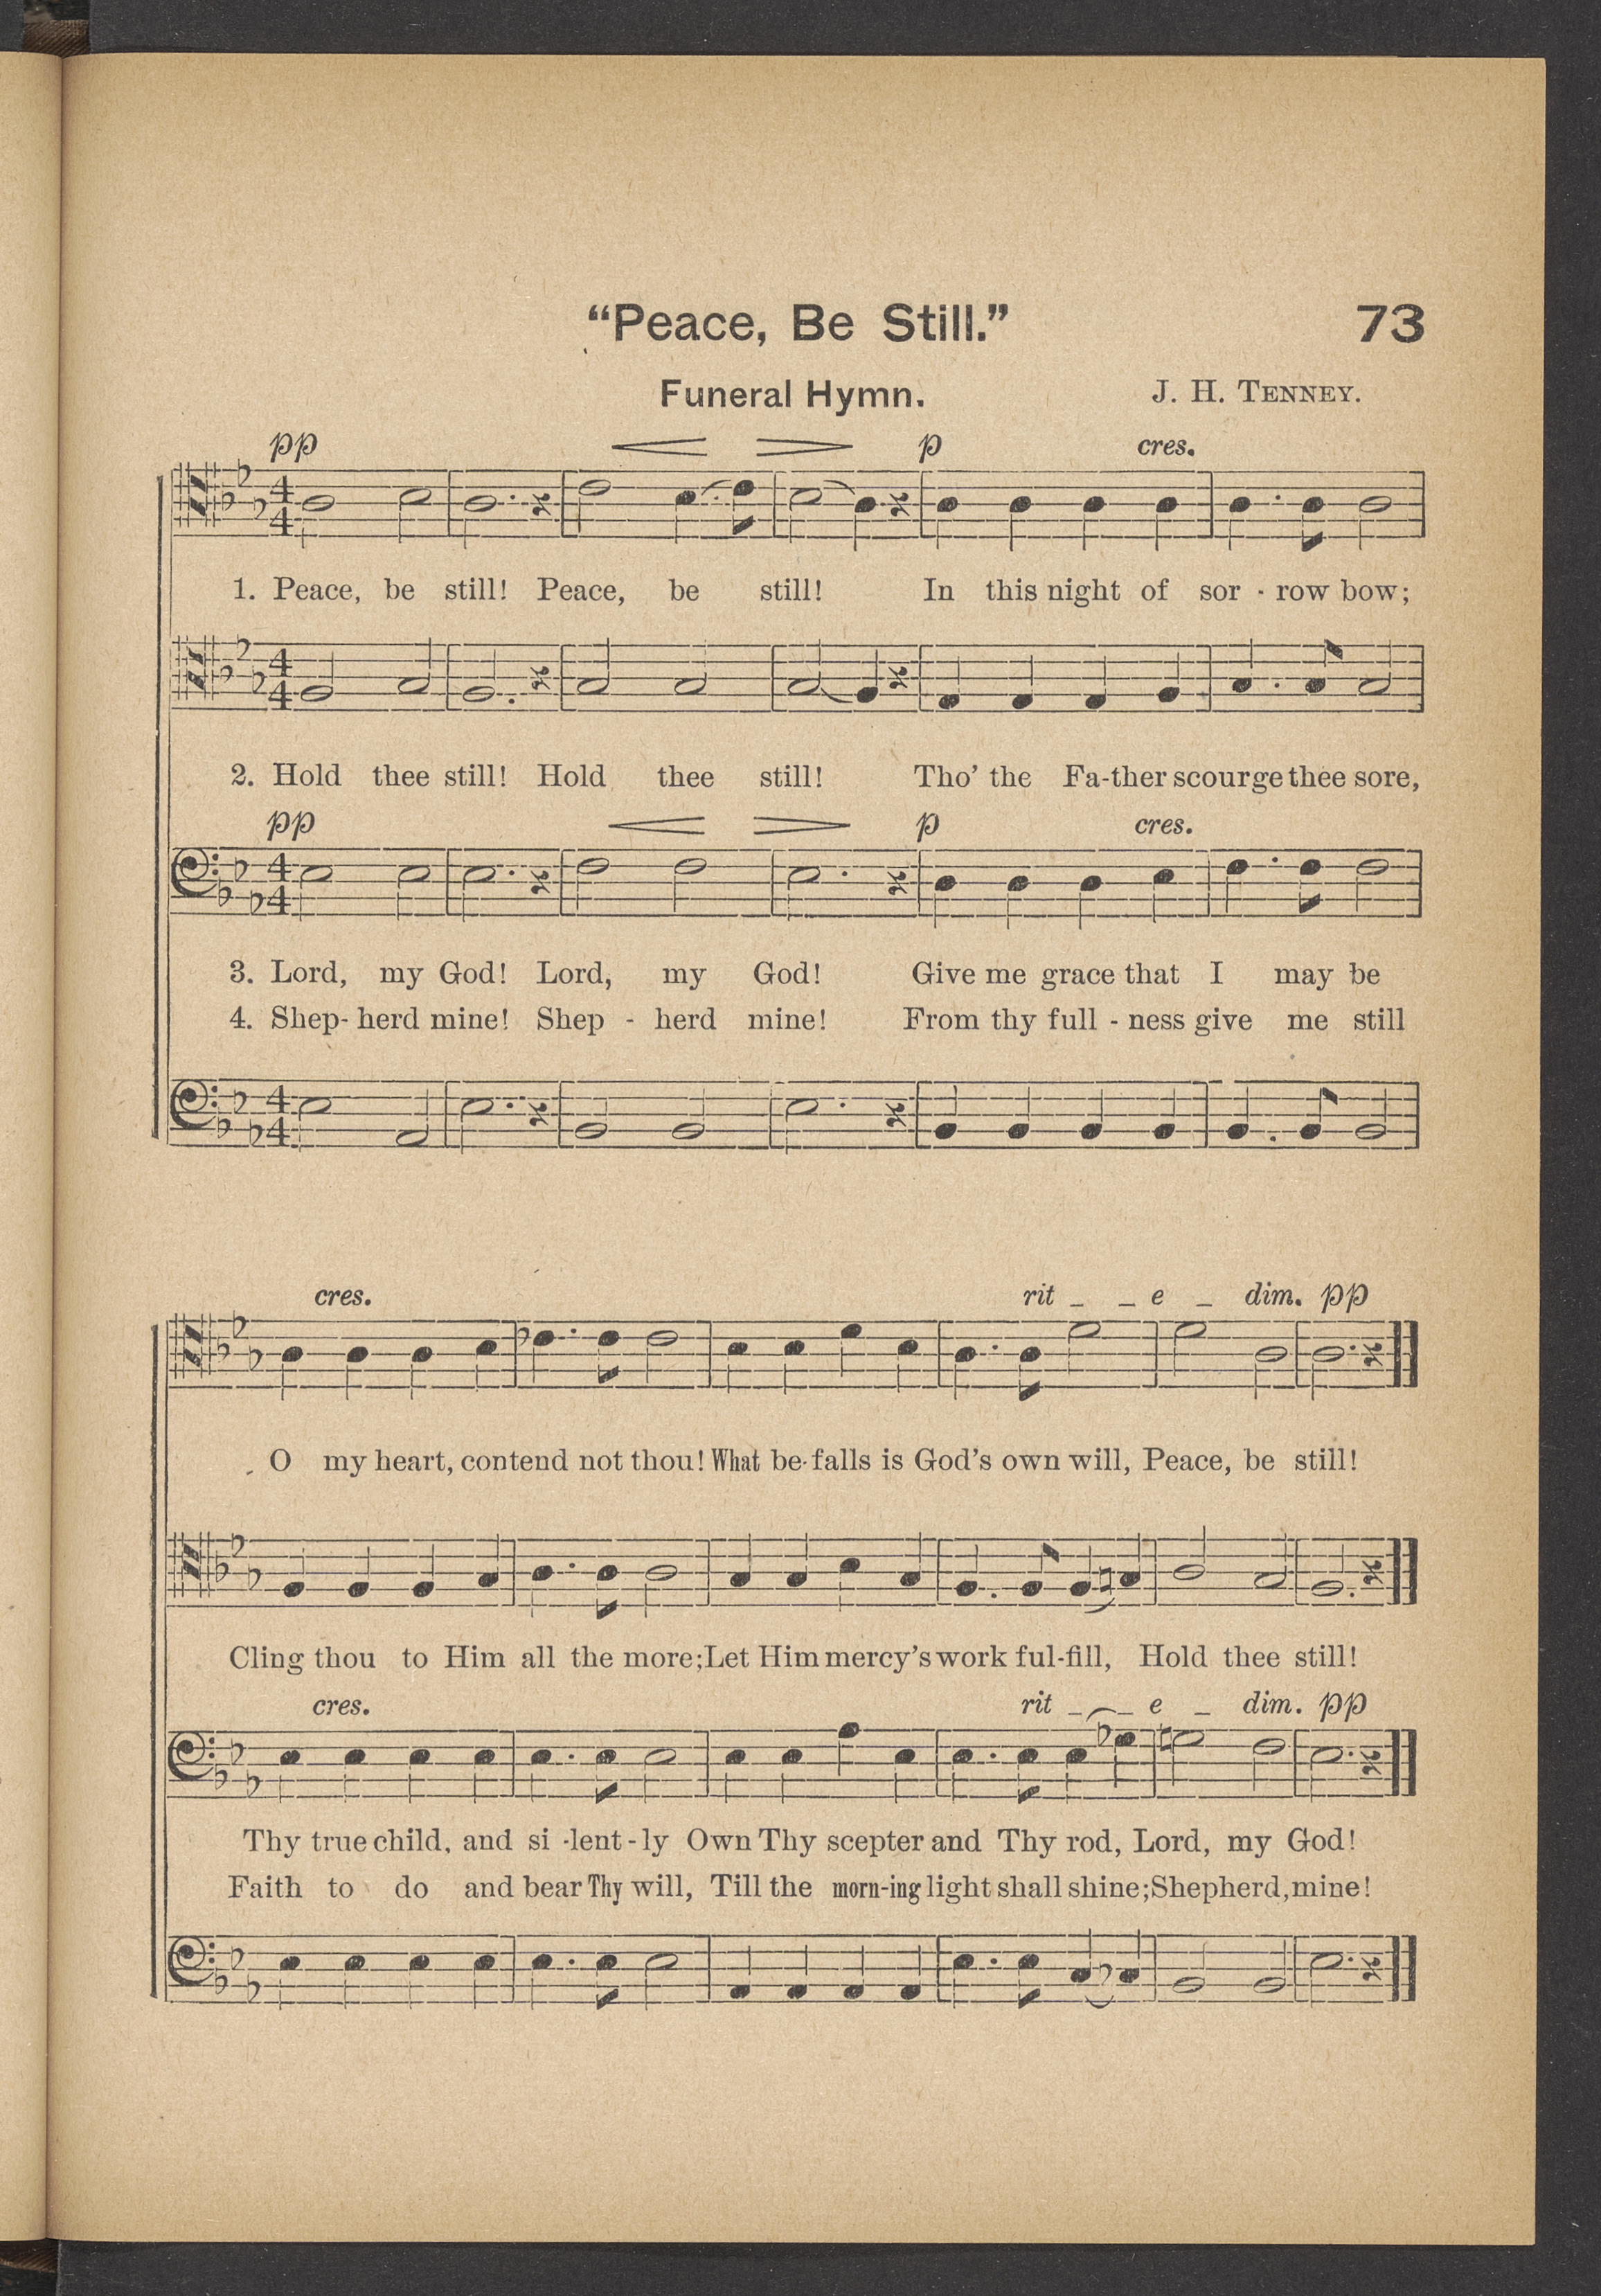 “Peace, Be Still.” 73
Funeral Hymn. J. H. Tenney.
pp p cres.
1. Peace, be still! Peace, be still! In this night of sor - row bow;
2. Hold thee still! Hold thee still! Tho’ the Fa-ther scourge thee sore,
pp p cres.
3. Lord, my God! Lord, my God! Give me grace that I may be
4. Shep- herd mine! Shep - herd mine! From thy full - ness give me still
cres. rit _ _ e _ dim. pp
O my heart, contend not thou! What be-falls is God’s own will, Peace, be still!
Cling thou to Him all the more; Let Him mercy’s work ful-fill, Hold thee still!
cres. rit _ _ e _ dim. pp
Thy true child, and si -lent - ly Own Thy scepter and Thy rod, Lord, my God!
Faith to do and bear Thy will, Till the morn-ing light shall shine; Shepherd, mine!